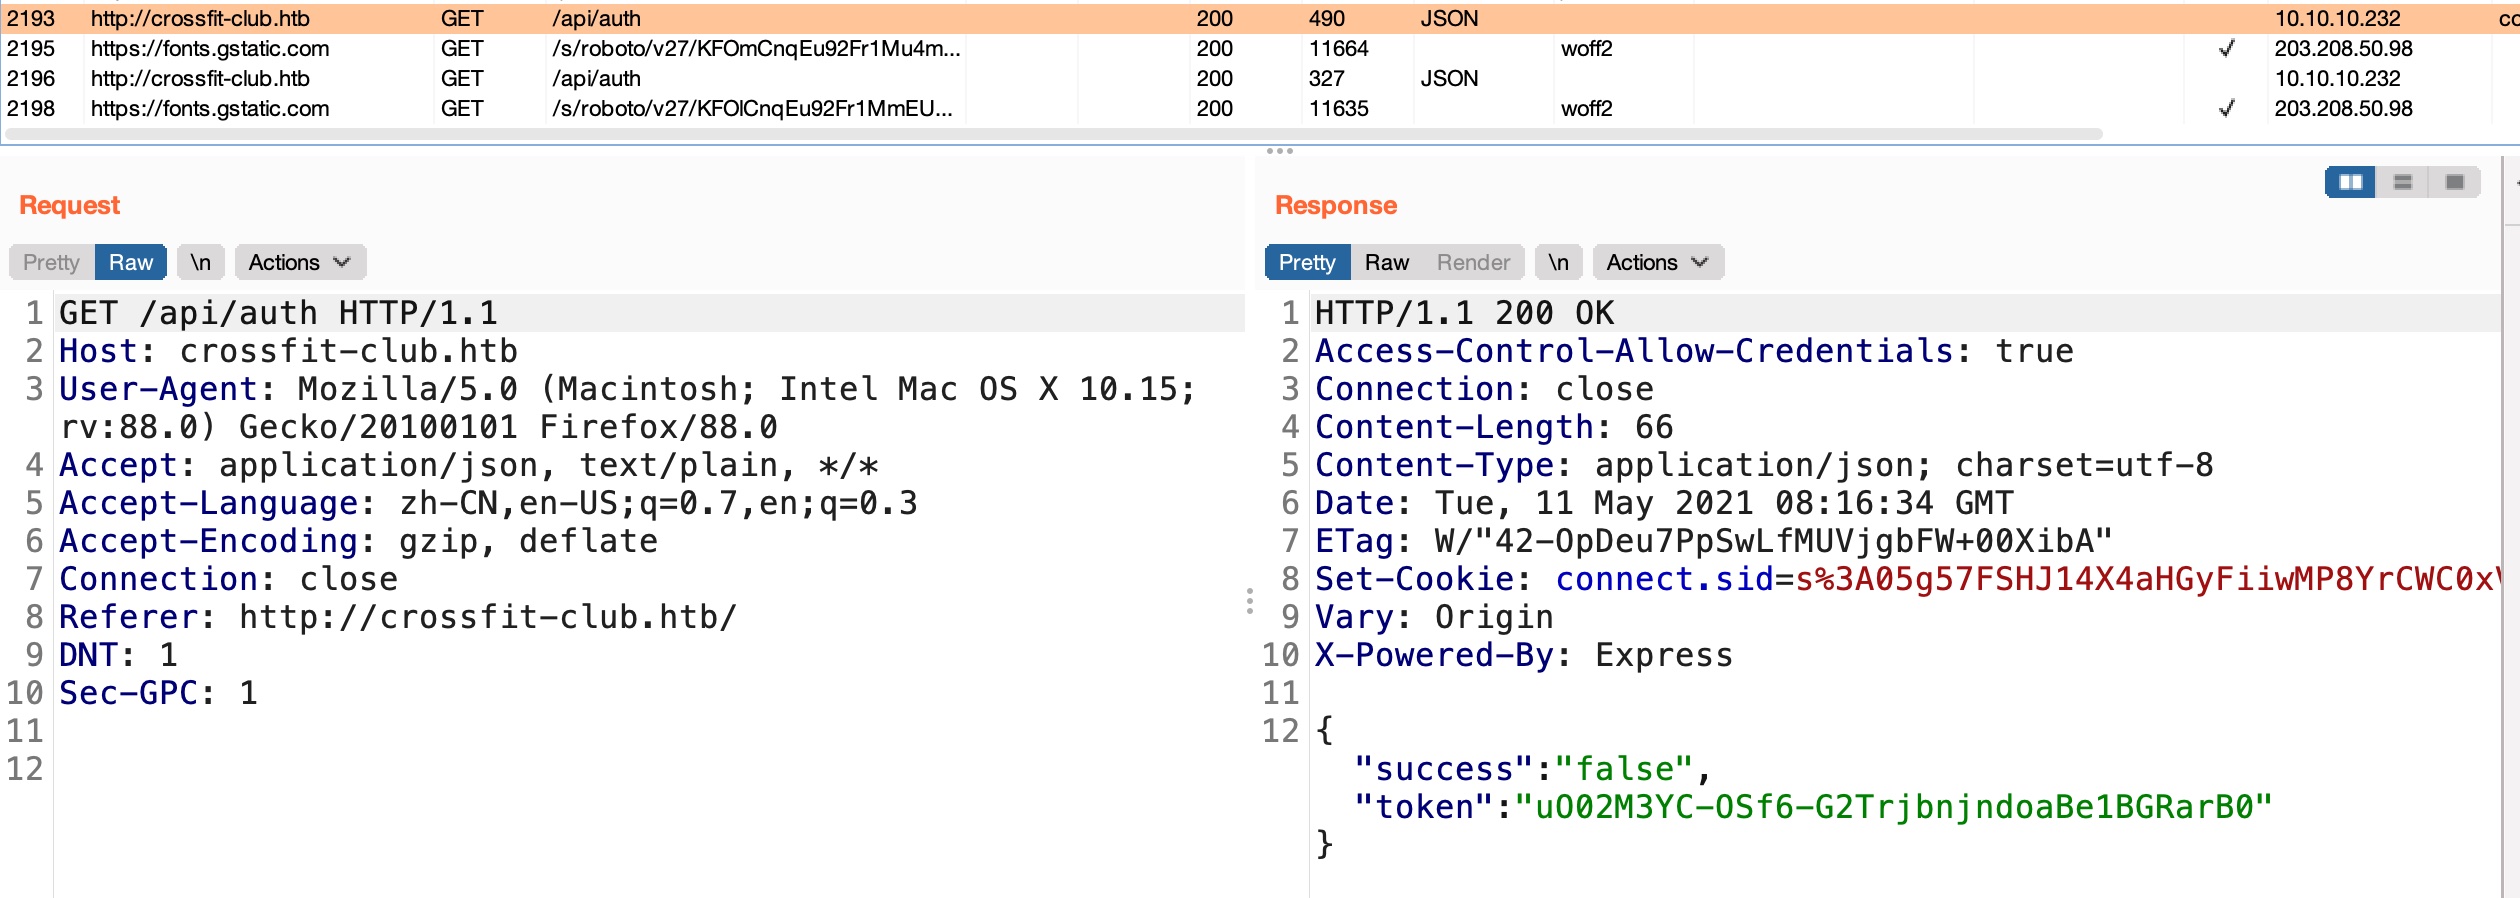 2193 http://crossfit-club.htb GET /api/auth 200 490 JSON 10.10.10.232
2195 https://fonts.gstatic.com GET /s/roboto/v27/KFOmCnqEu92Fr1Mu4m... 200 11664 woff2 ✓ 203.208.50.98
2196 http://crossfit-club.htb GET /api/auth 200 327 JSON 10.10.10.232
2198 https://fonts.gstatic.com GET /s/roboto/v27/KFOlCnqEu92Fr1MmEU... 200 11635 woff2 ✓ 203.208.50.98
Request
Pretty Raw \n Actions
1 GET /api/auth HTTP/1.1
2 Host: crossfit-club.htb
3 User-Agent: Mozilla/5.0 (Macintosh; Intel Mac OS X 10.15;
rv:88.0) Gecko/20100101 Firefox/88.0
4 Accept: application/json, text/plain, */*
5 Accept-Language: zh-CN,en-US;q=0.7,en;q=0.3
6 Accept-Encoding: gzip, deflate
7 Connection: close
8 Referer: http://crossfit-club.htb/
9 DNT: 1
10 Sec-GPC: 1
11
12
Response
Pretty Raw Render \n Actions
1 HTTP/1.1 200 OK
2 Access-Control-Allow-Credentials: true
3 Connection: close
4 Content-Length: 66
5 Content-Type: application/json; charset=utf-8
6 Date: Tue, 11 May 2021 08:16:34 GMT
7 ETag: W/"42-OpDeu7PpSwLfMUVjgbFW+00XibA"
8 Set-Cookie: connect.sid=s%3A05g57FSHJ14X4aHGyFiiwMP8YrCWC0x
9 Vary: Origin
10 X-Powered-By: Express
11
12 {
"success":"false",
"token":"uO02M3YC-OSf6-G2TrjbnjndoaBe1BGRarB0"
}